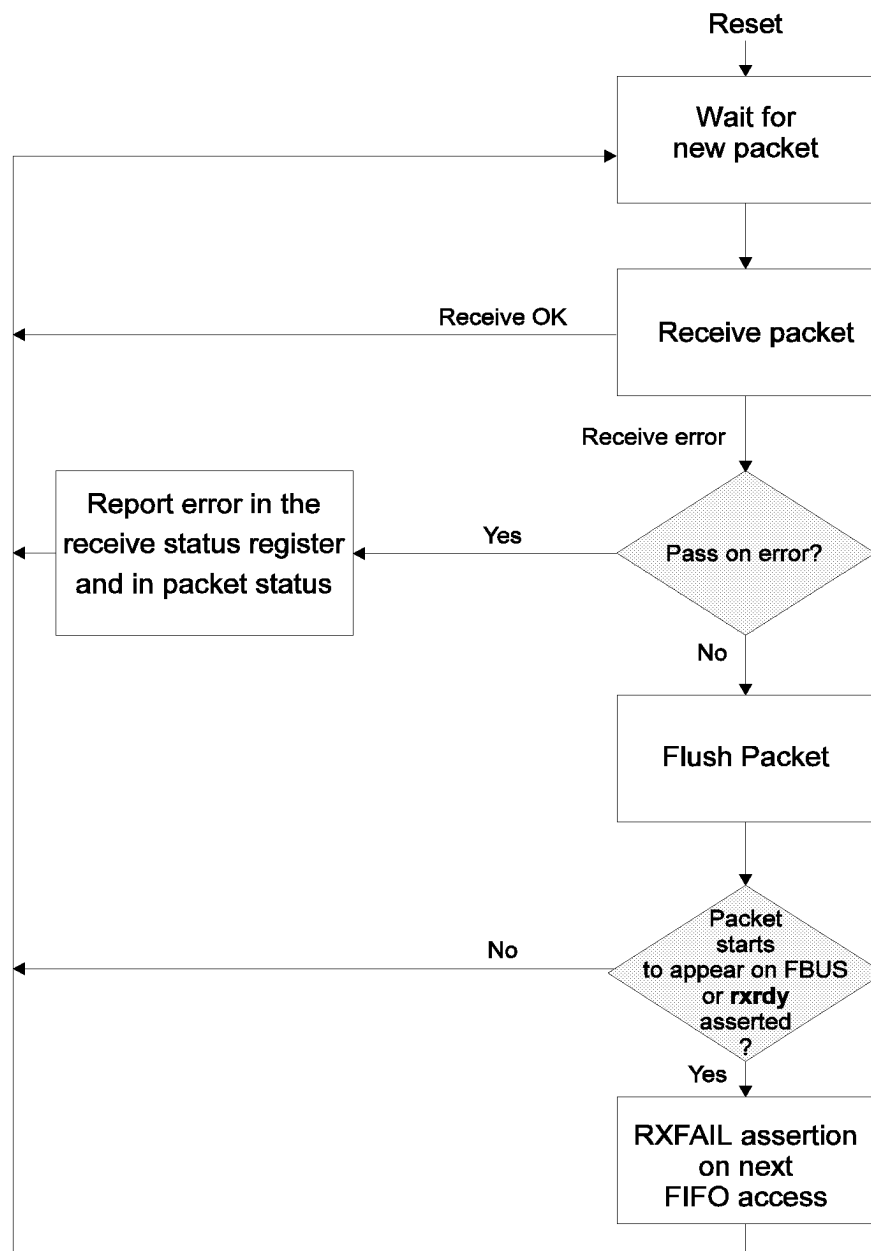 Reset
Wait for
new packet
Receive OK
Receive packet
Receive error
Report error in the
receive status register
and in packet status
Yes
Pass on error?
No
Flush Packet
No
Packet
starts
to appear on FBUS
or rxrdy
asserted
?
Yes
RXFAIL assertion
on next
FIFO access